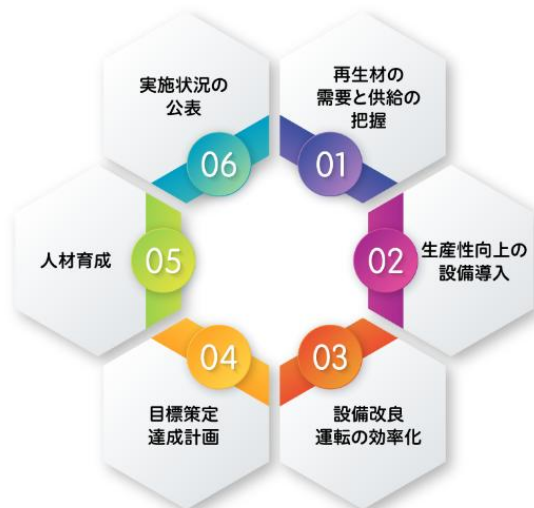 再生材の
需要と供給の
把握
01
生産性向上の
設備導入
02
設備改良
運転の効率化
03
目標策定
達成計画
04
人材育成
05
実施状況の
公表
06